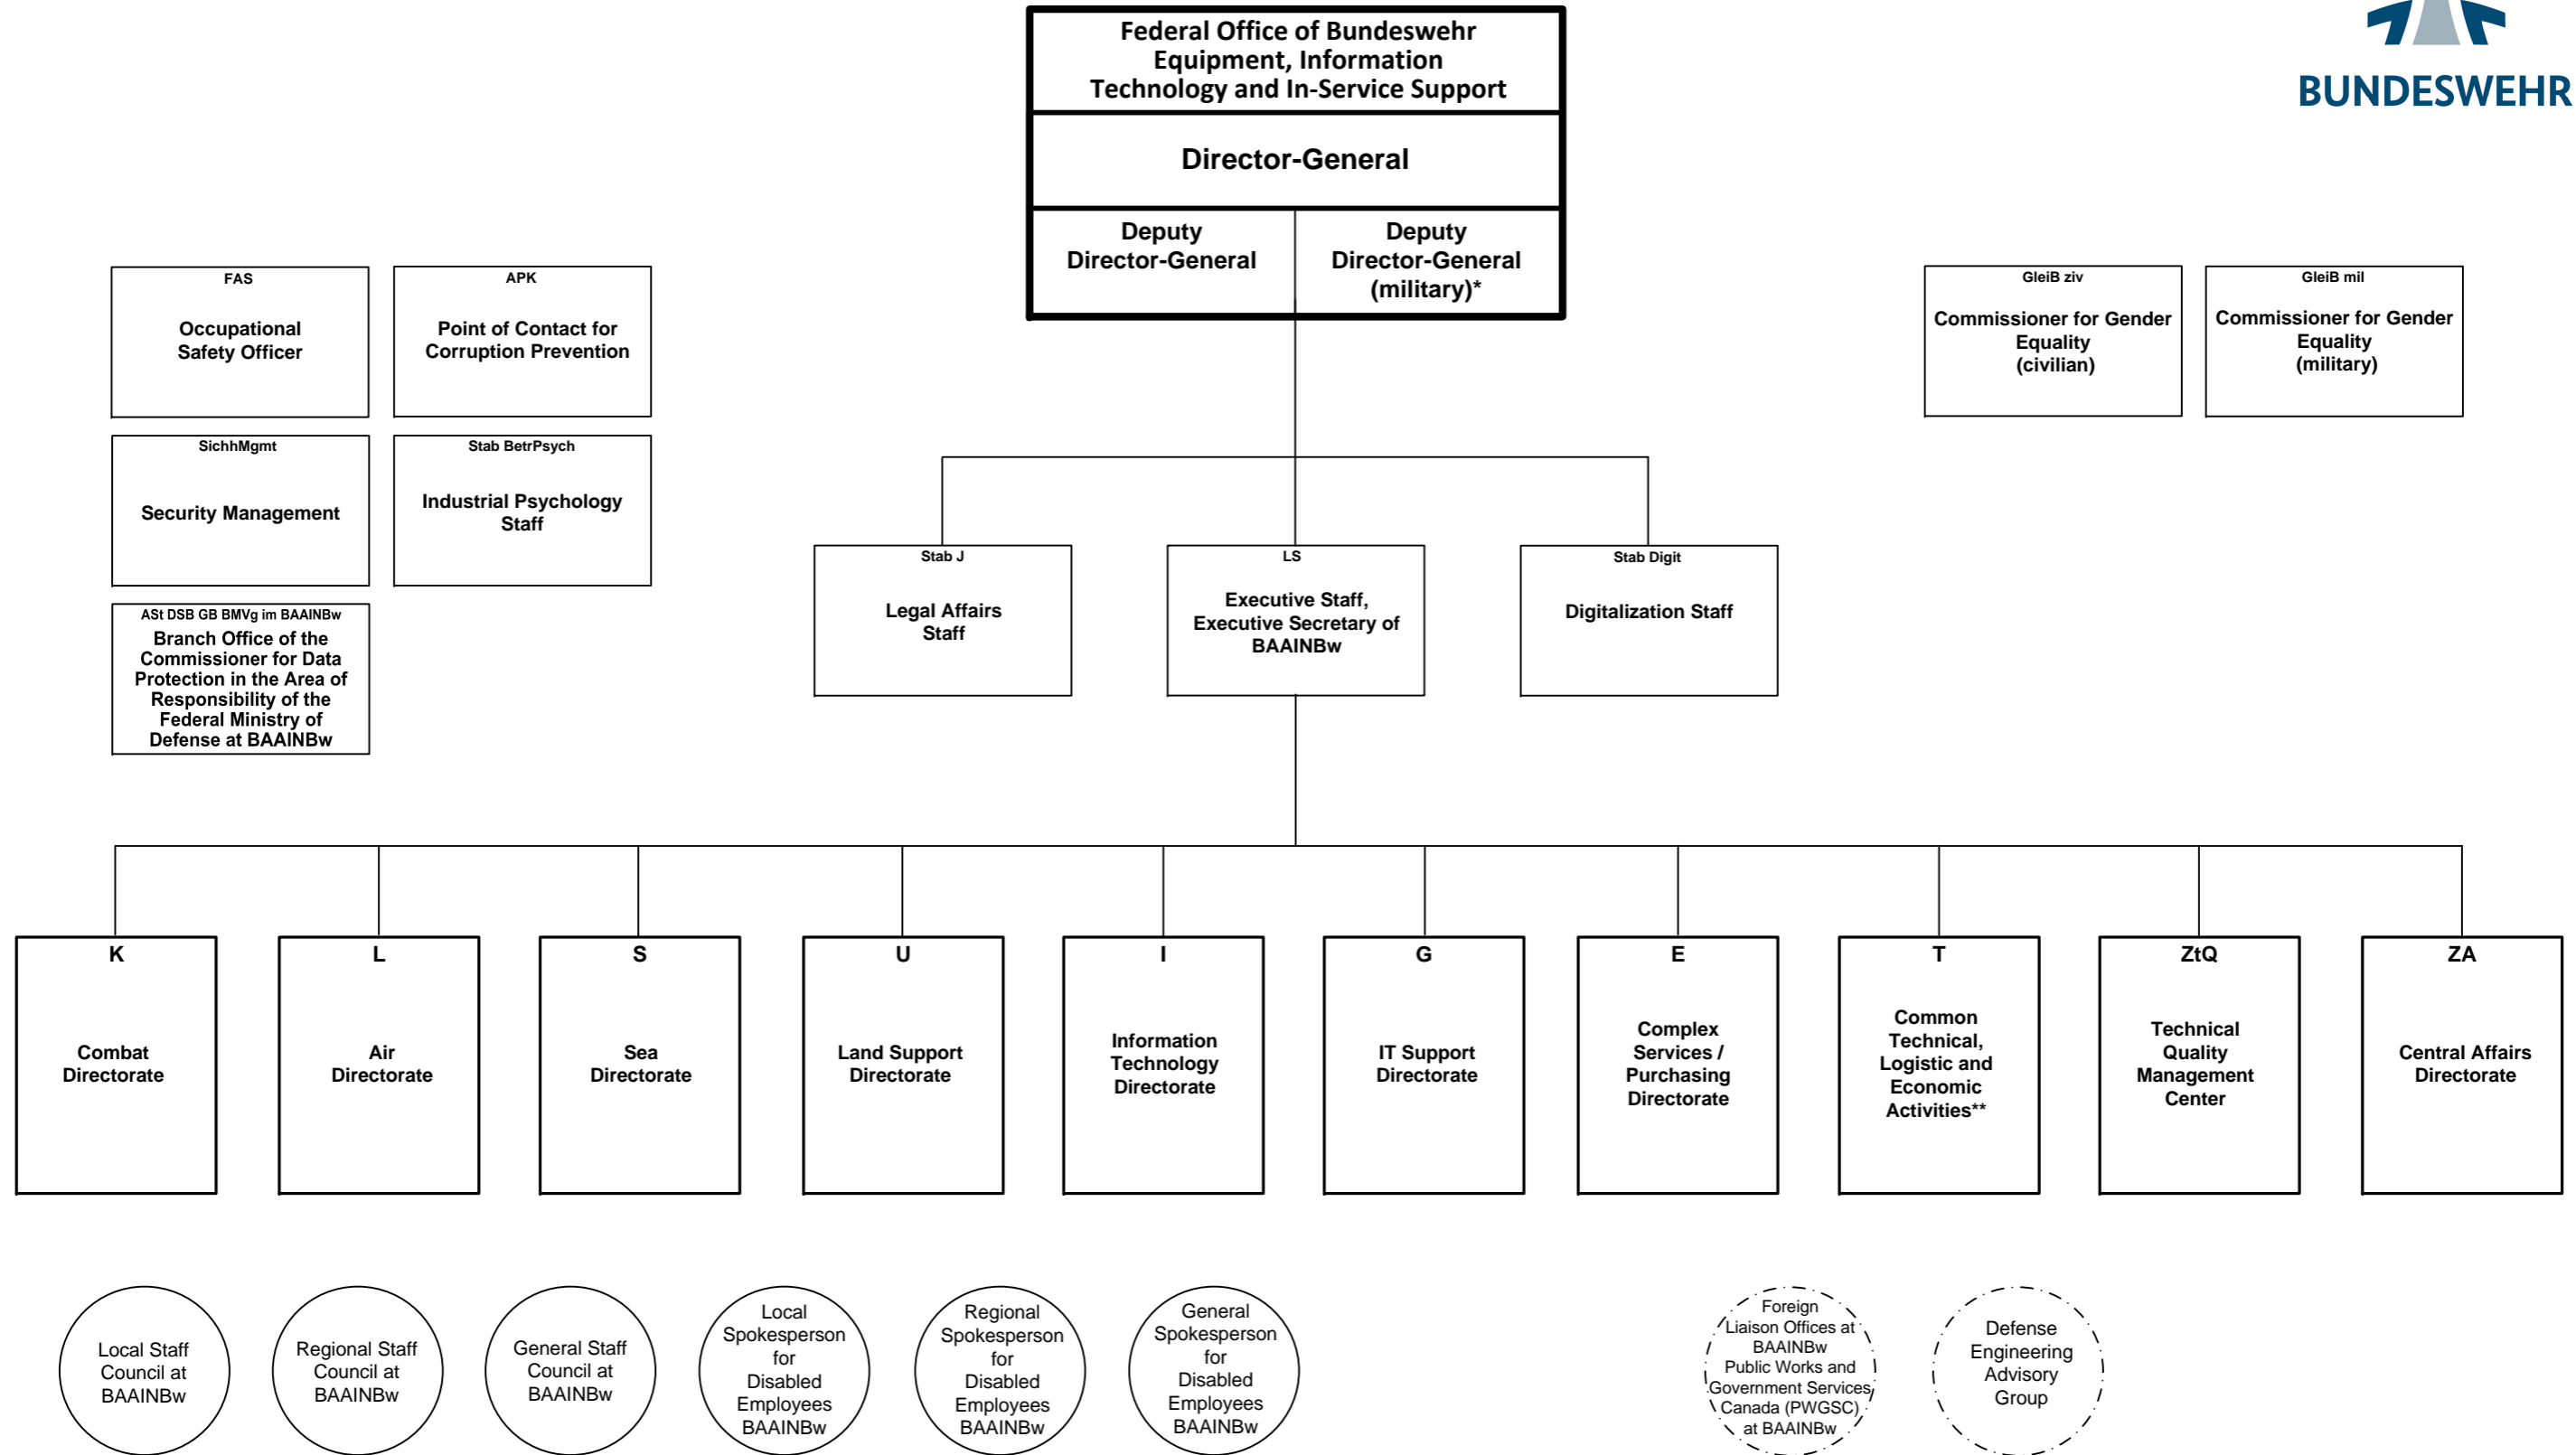 Federal Office of Bundeswehr
Equipment, Information
Technology and In-Service Support
BUNDESWEHR
Director-General
Deputy
Director-General
Deputy
Director-General
(military)*
FAS
Occupational
Safety Officer
APK
Point of Contact for
Corruption Prevention
GleiB ziv
Commissioner for Gender
Equality
(civilian)
GleiB mil
Commissioner for Gender
Equality
(military)
SichhMgmt
Security Management
Stab BetrPsych
Industrial Psychology
Staff
ASt DSB GB BMVg im BAAINBw
Branch Office of the
Commissioner for Data
Protection in the Area of
Responsibility of the
Federal Ministry of
Defense at BAAINBw
Stab J
Legal Affairs
Staff
LS
Executive Staff,
Executive Secretary of
BAAINBw
Stab Digit
Digitalization Staff
K
Combat
Directorate
L
Air
Directorate
S
Sea
Directorate
U
Land Support
Directorate
I
Information
Technology
Directorate
G
IT Support
Directorate
E
Complex
Services /
Purchasing
Directorate
T
Common
Technical,
Logistic and
Economic
Activities**
ZtQ
Technical
Quality
Management
Center
ZA
Central Affairs
Directorate
Local Staff
Council at
BAAINBw
Regional Staff
Council at
BAAINBw
General Staff
Council at
BAAINBw
Local
Spokesperson
for
Disabled
Employees
BAAINBw
Regional
Spokesperson
for
Disabled
Employees
BAAINBw
General
Spokesperson
for
Disabled
Employees
BAAINBw
Foreign
Liaison Offices at
BAAINBw
Public Works and
Government Services
Canada (PWGSC)
at BAAINBw
Defense
Engineering
Advisory
Group